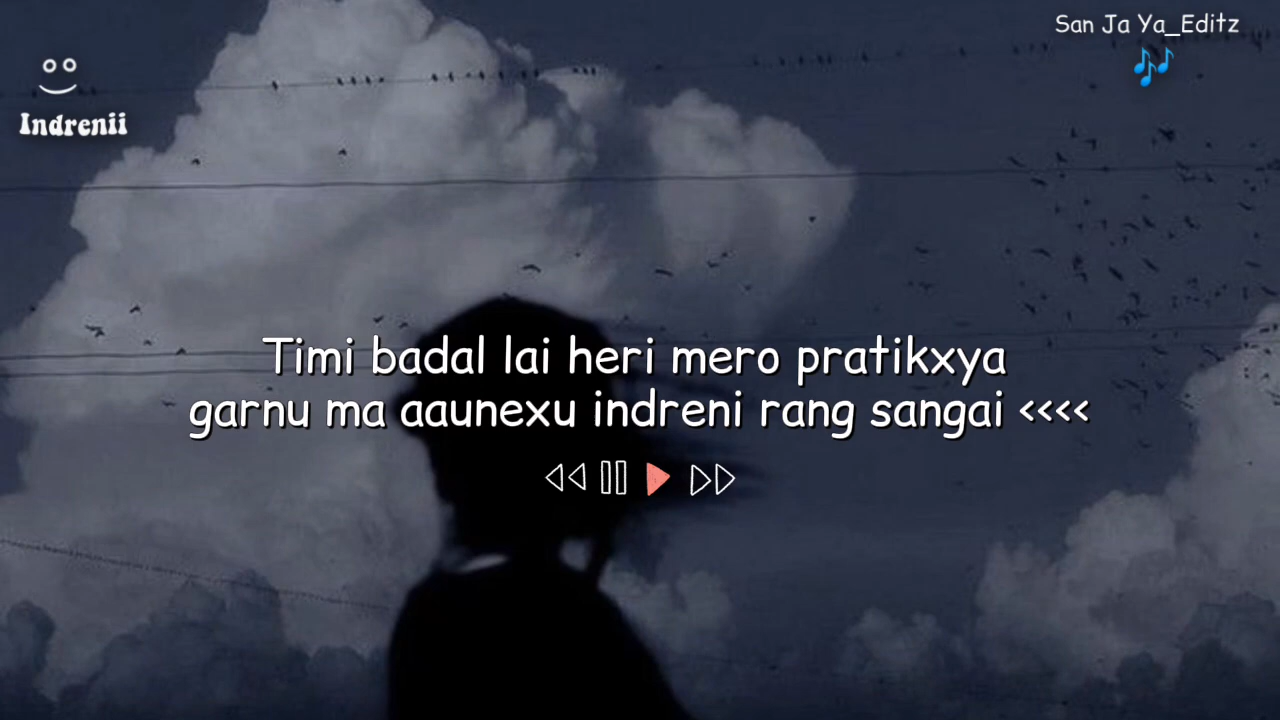 San Ja Ya_Editz
Indrenii
Timi badal lai heri mero pratikxya
garnu ma aaunexu indreni rang sangai <<<<